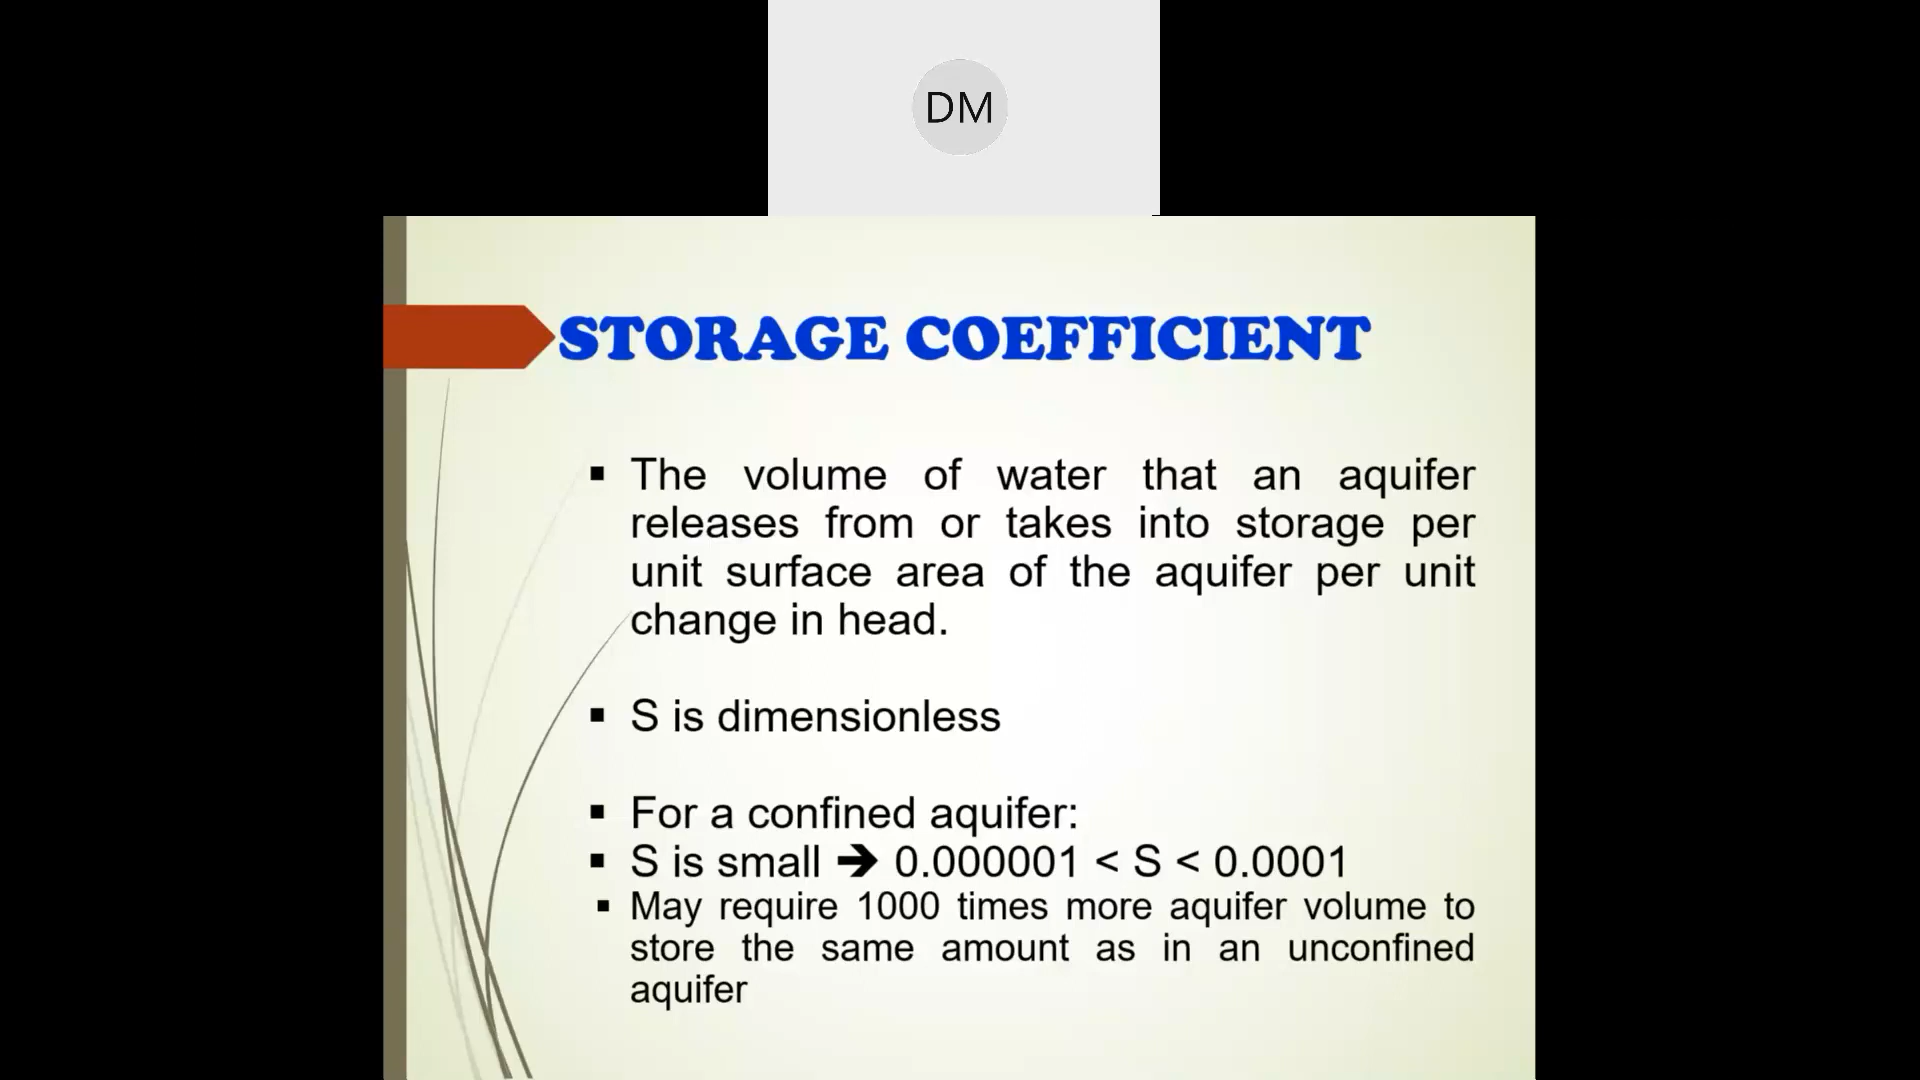 DM
STORAGE COEFFICIENT
▪ The volume of water that an aquifer
releases from or takes into storage per
unit surface area of the aquifer per unit
change in head.
▪ S is dimensionless
▪ For a confined aquifer:
▪ S is small ➔ 0.000001 < S < 0.0001
▪ May require 1000 times more aquifer volume to
store the same amount as in an unconfined
aquifer